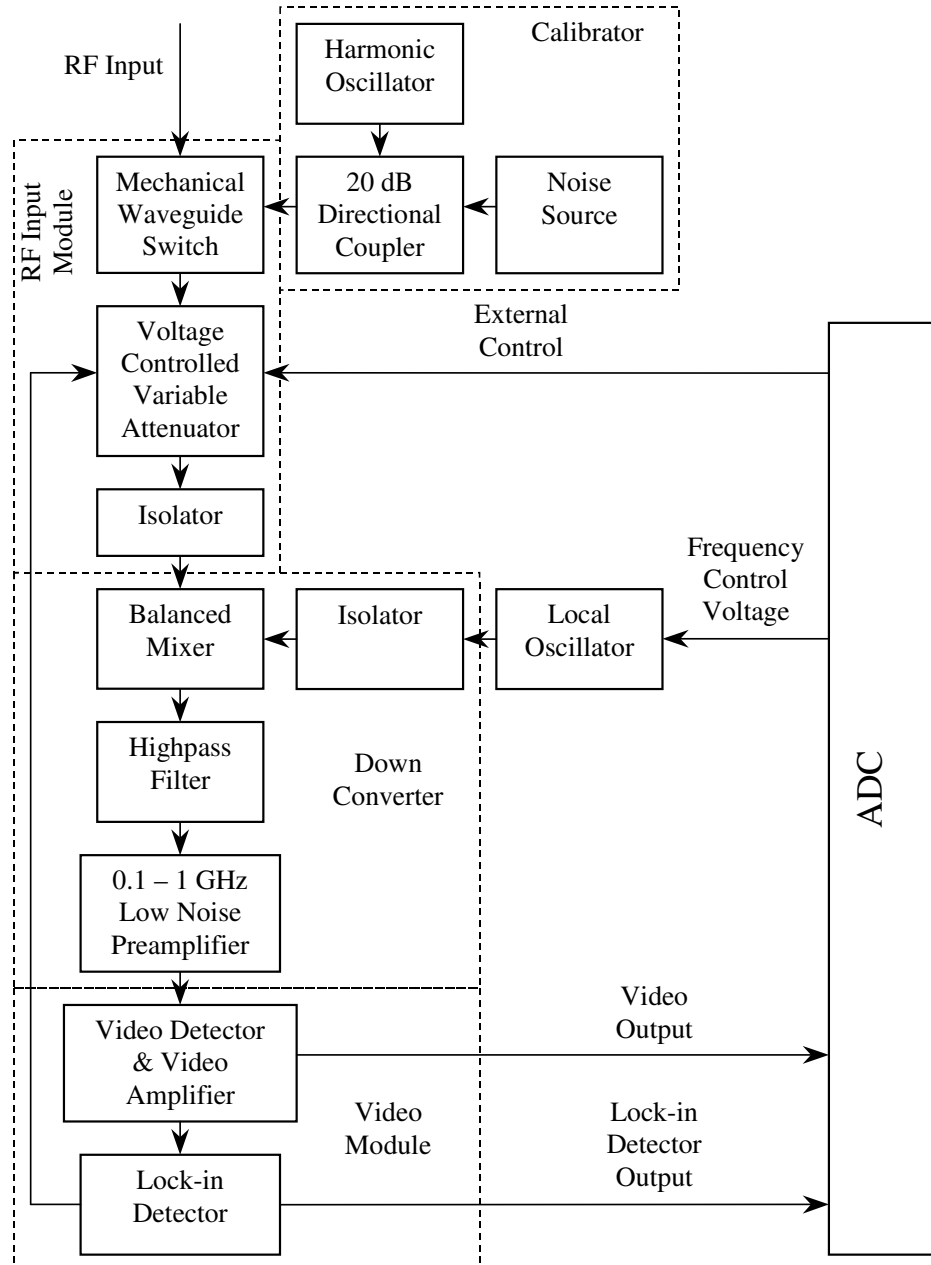 RF Input
Calibrator
Harmonic
Oscillator
RF Input
Module
Mechanical
Waveguide
Switch
20 dB
Directional
Coupler
Noise
Source
Voltage
Controlled
Variable
Attenuator
External
Control
Isolator
Balanced
Mixer
Isolator
Local
Oscillator
Frequency
Control
Voltage
Highpass
Filter
Down
Converter
ADC
0.1 – 1 GHz
Low Noise
Preamplifier
Video Detector
& Video
Amplifier
Video
Output
Video
Module
Lock-in
Detector
Output
Lock-in
Detector